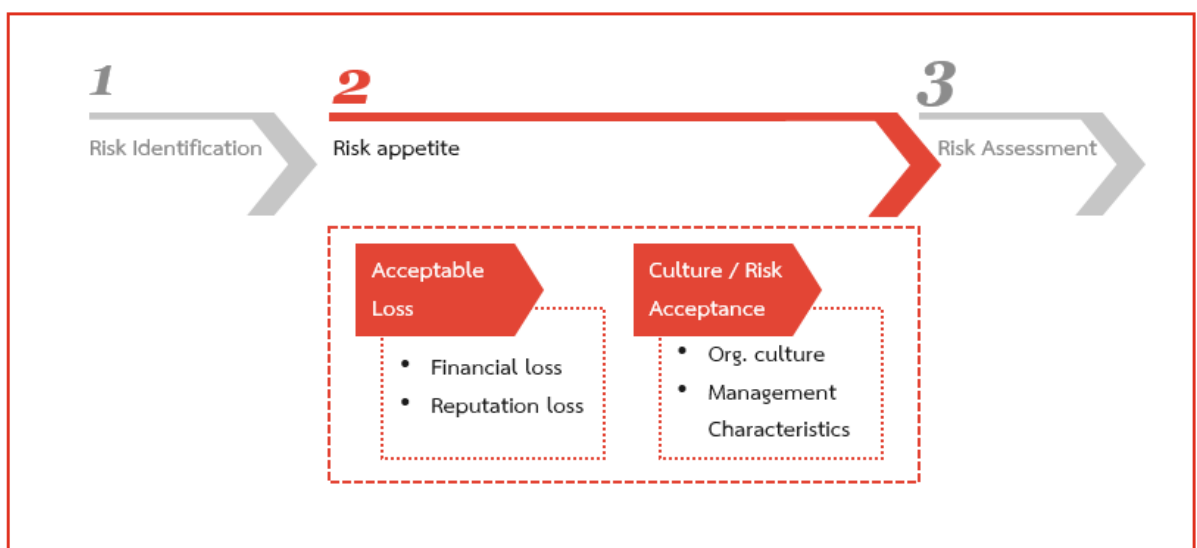 1
Risk Identification
2
Risk appetite
3
Risk Assessment
Acceptable
Loss
• Financial loss
• Reputation loss
Culture / Risk
Acceptance
• Org. culture
• Management
Characteristics